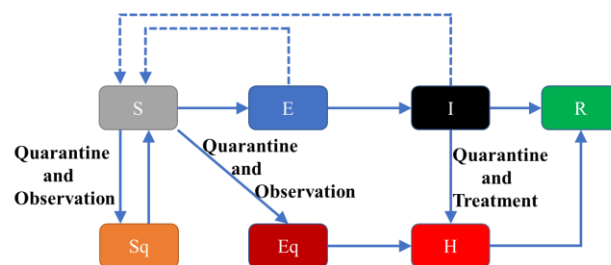 S
E
I
R
Quarantine
and
Observation
Quarantine
and
Observation
Quarantine
and
Treatment
Sq
Eq
H